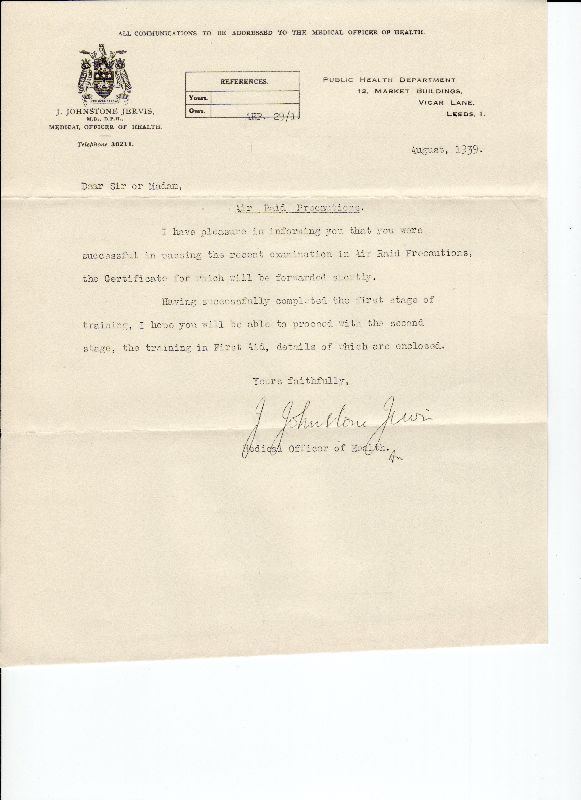 ALL COMMUNICATIONS TO BE ADDRESSED TO THE MEDICAL OFFICER OF HEALTH.
J. JOHNSTONE JERVIS,
M.D., D.P.H.,
MEDICAL OFFICER OF HEALTH.
Telephone 30211.
REFERENCES.
Yours.
Ours. ARP. 29/1.
PUBLIC HEALTH DEPARTMENT
12, MARKET BUILDINGS,
VICAR LANE,
LEEDS, 1.
August, 1939.
Dear Sir or Madam,
Air Raid Precautions.
I have pleasure in informing you that you were
successful in passing the recent examination in Air Raid Precautions,
the Certificate for which will be forwarded shortly.
Having successfully completed the first stage of
training, I hope you will be able to proceed with the second
stage, the training in First Aid, details of which are enclosed.
Yours faithfully,
J Johnstone Jervis
Medical Officer of Health.